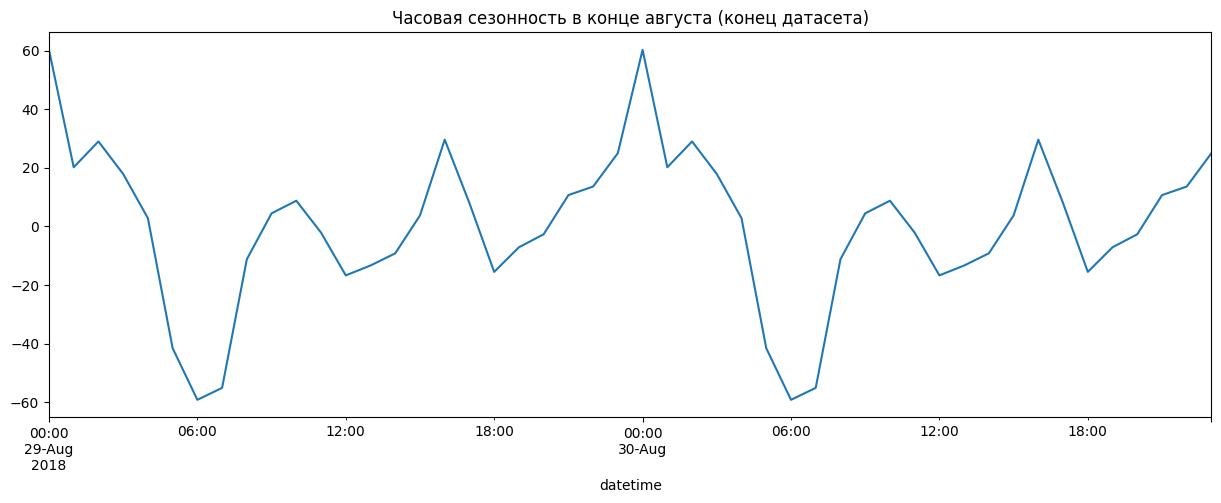 Часовая сезонность в конце августа (конец датасета)
60
40
20
0
−20
−40
−60
00:00 06:00 12:00 18:00 00:00 06:00 12:00 18:00
29-Aug 30-Aug
2018
datetime